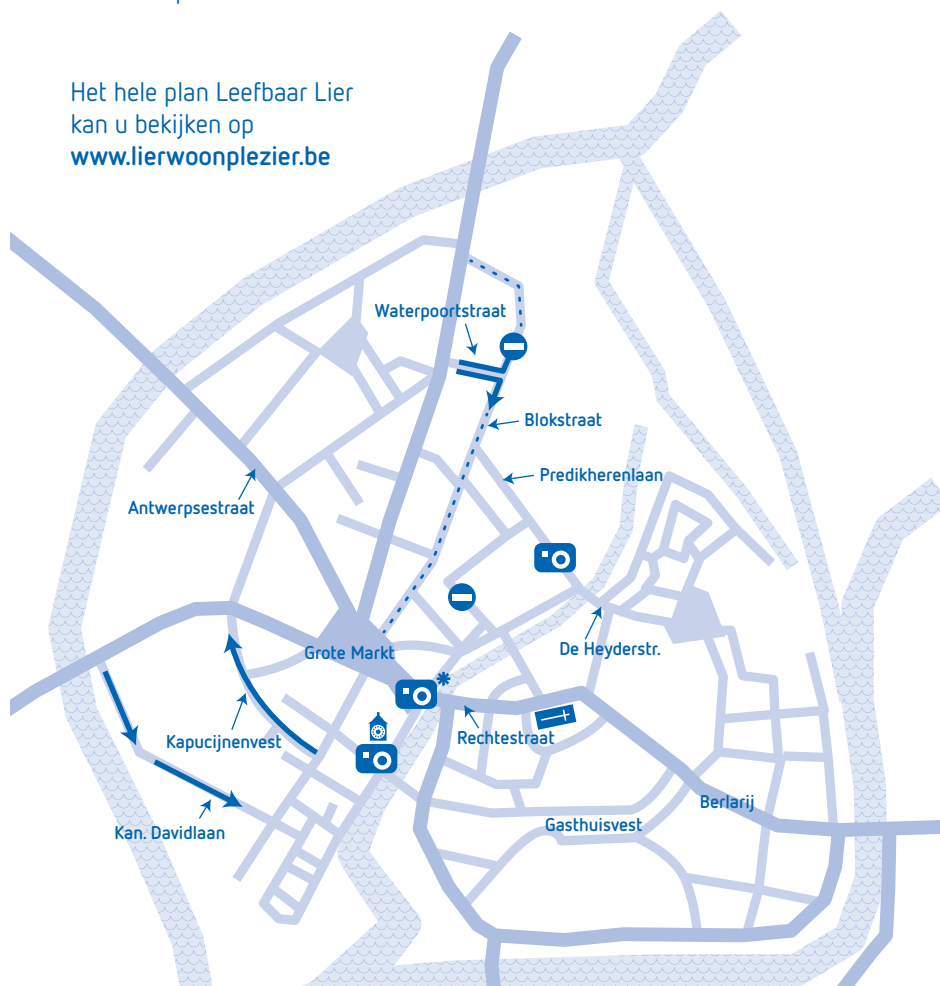 Het hele plan Leefbaar Lier
kan u bekijken op
www.lierwoonplezier.be
Waterpoortstraat
Blokstraat
Predikherenlaan
Antwerpsestraat
Grote Markt
De Heyderstr.
Kapucijnenvest
Rechtestraat
Berlarij
Kan. Davidlaan
Gasthuisvest